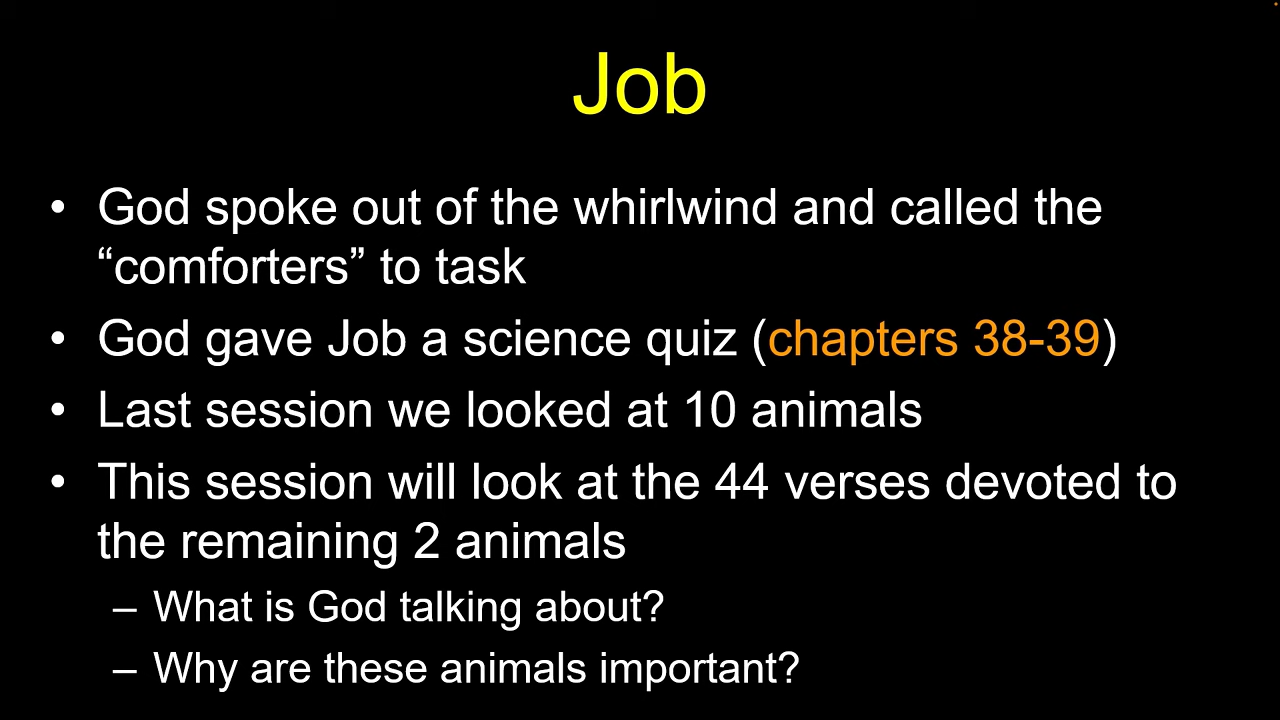 Job
• God spoke out of the whirlwind and called the
“comforters” to task
• God gave Job a science quiz (chapters 38-39)
• Last session we looked at 10 animals
• This session will look at the 44 verses devoted to
the remaining 2 animals
– What is God talking about?
– Why are these animals important?